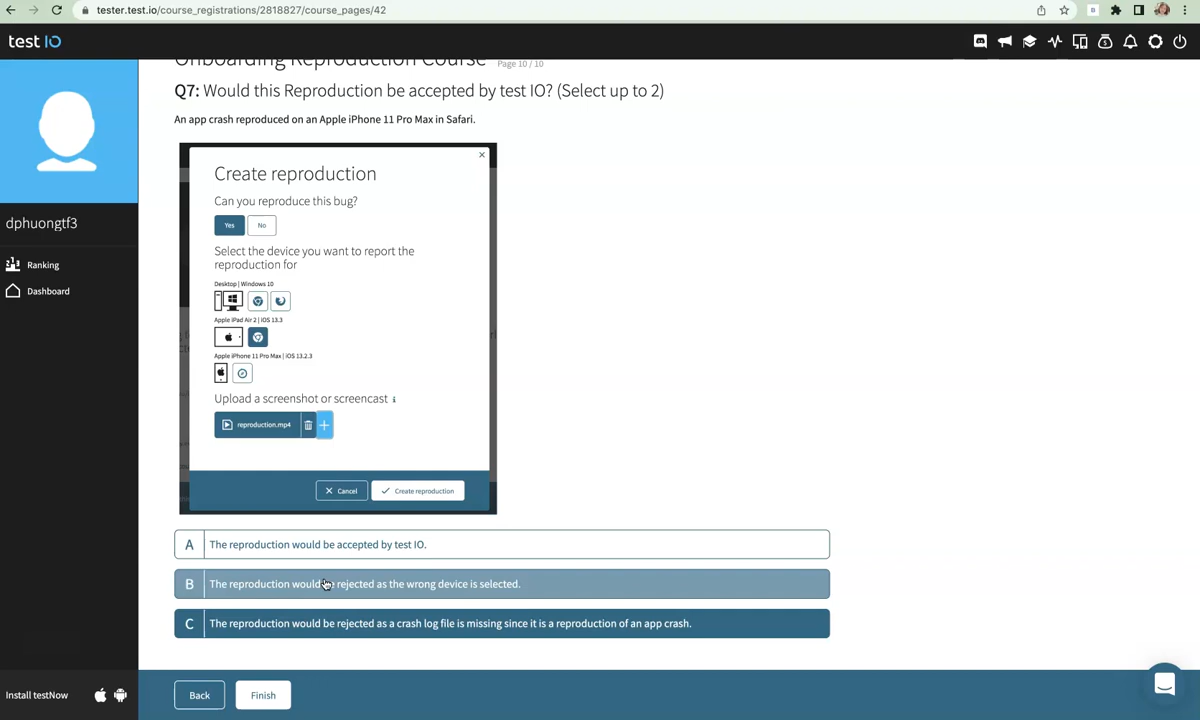 tester.test.io/course_registrations/2818827/course_pages/42
test IO
Onboarding Reproduction Course Page 10 / 10
Q7: Would this Reproduction be accepted by test IO? (Select up to 2)
An app crash reproduced on an Apple iPhone 11 Pro Max in Safari.
dphuongtf3
Ranking
Dashboard
Create reproduction
Can you reproduce this bug?
Yes No
Select the device you want to report the
reproduction for
Desktop | Windows 10
Apple iPad Air 2 | iOS 13.3
Apple iPhone 11 Pro Max | iOS 13.2.3
Upload a screenshot or screencast i
reproduction.mp4
Cancel Create reproduction
A The reproduction would be accepted by test IO.
B The reproduction would be rejected as the wrong device is selected.
C The reproduction would be rejected as a crash log file is missing since it is a reproduction of an app crash.
Install testNow
Back Finish